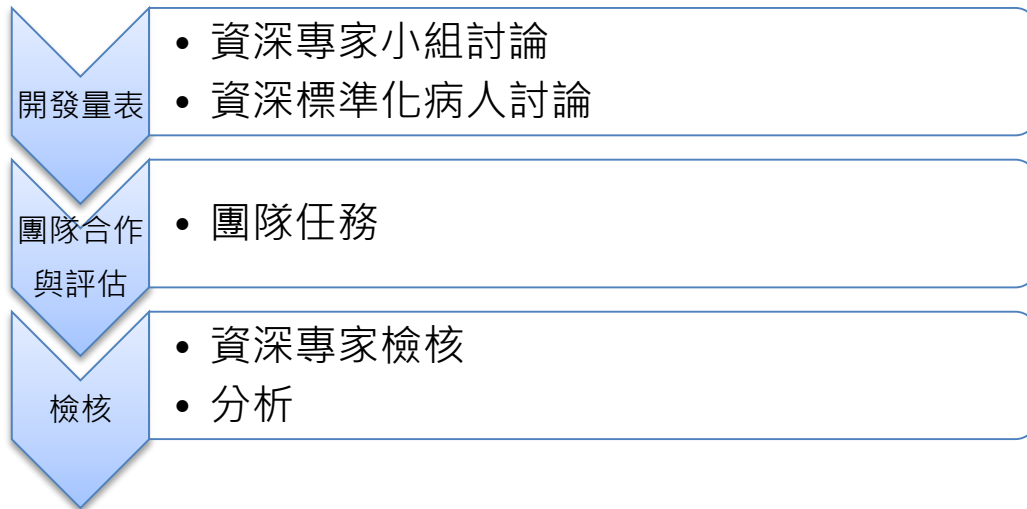 開發量表
• 資深專家小組討論
• 資深標準化病人討論
團隊合作
與評估
• 團隊任務
檢核
• 資深專家檢核
• 分析